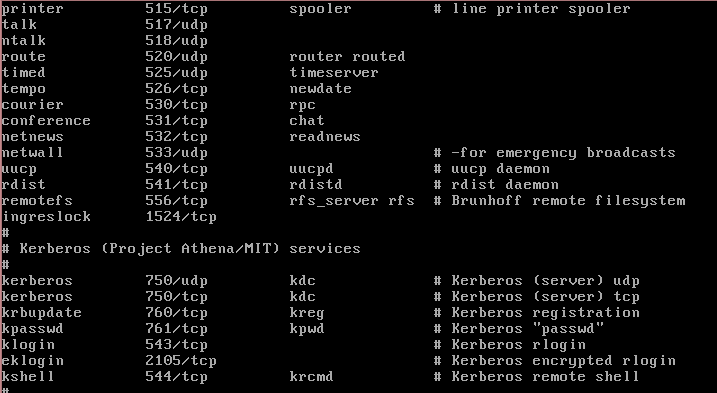 printer 515/tcp spooler # line printer spooler
talk 517/udp
ntalk 518/udp
route 520/udp router routed
timed 525/udp timeserver
tempo 526/tcp newdate
courier 530/tcp rpc
conference 531/tcp chat
netnews 532/tcp readnews
netwall 533/udp # -for emergency broadcasts
uucp 540/tcp uucpd # uucp daemon
rdist 541/tcp rdistd # rdist daemon
remotefs 556/tcp rfs_server rfs # Brunhoff remote filesystem
ingreslock 1524/tcp
#
# Kerberos (Project Athena/MIT) services
#
kerberos 750/udp kdc # Kerberos (server) udp
kerberos 750/tcp kdc # Kerberos (server) tcp
krbupdate 760/tcp kreg # Kerberos registration
kpasswd 761/tcp kpwd # Kerberos "passwd"
klogin 543/tcp # Kerberos rlogin
eklogin 2105/tcp # Kerberos encrypted rlogin
kshell 544/tcp krcmd # Kerberos remote shell
#